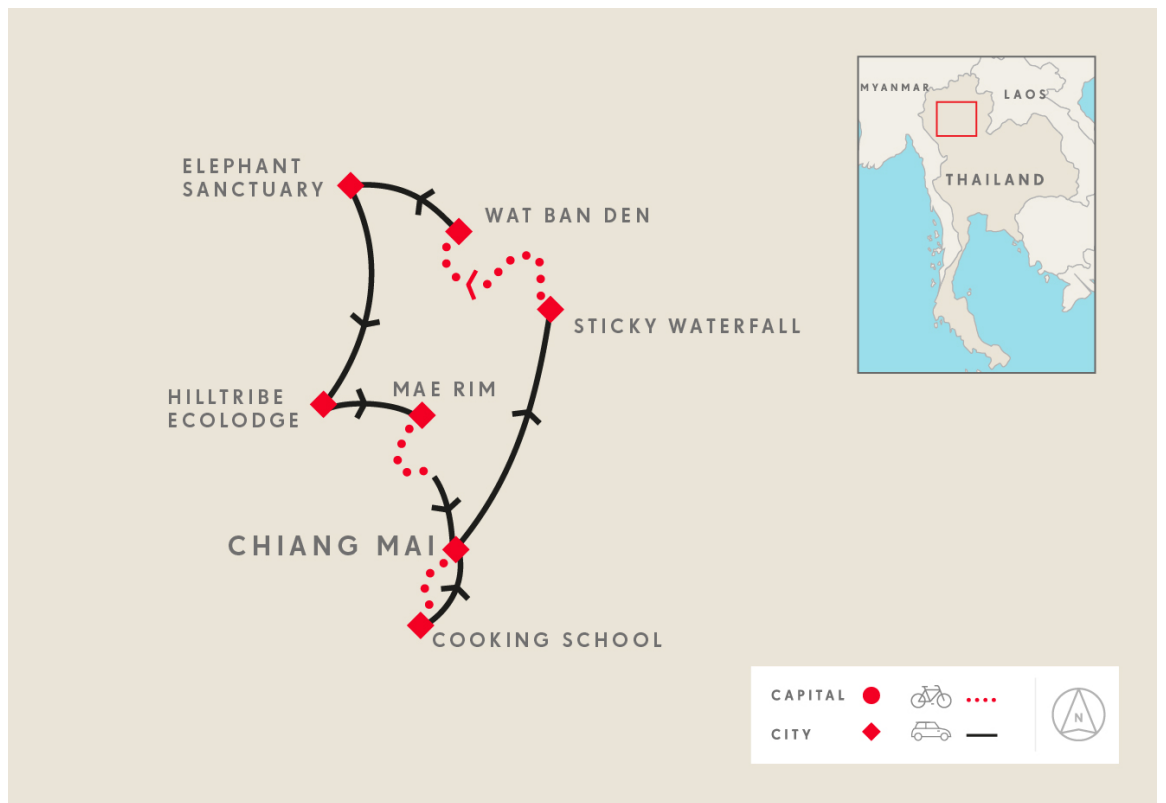 MYANMAR
LAOS
THAILAND
ELEPHANT
SANCTUARY
WAT BAN DEN
STICKY WATERFALL
HILLTRIBE
ECOLODGE
MAE RIM
CHIANG MAI
COOKING SCHOOL
CAPITAL
CITY
N